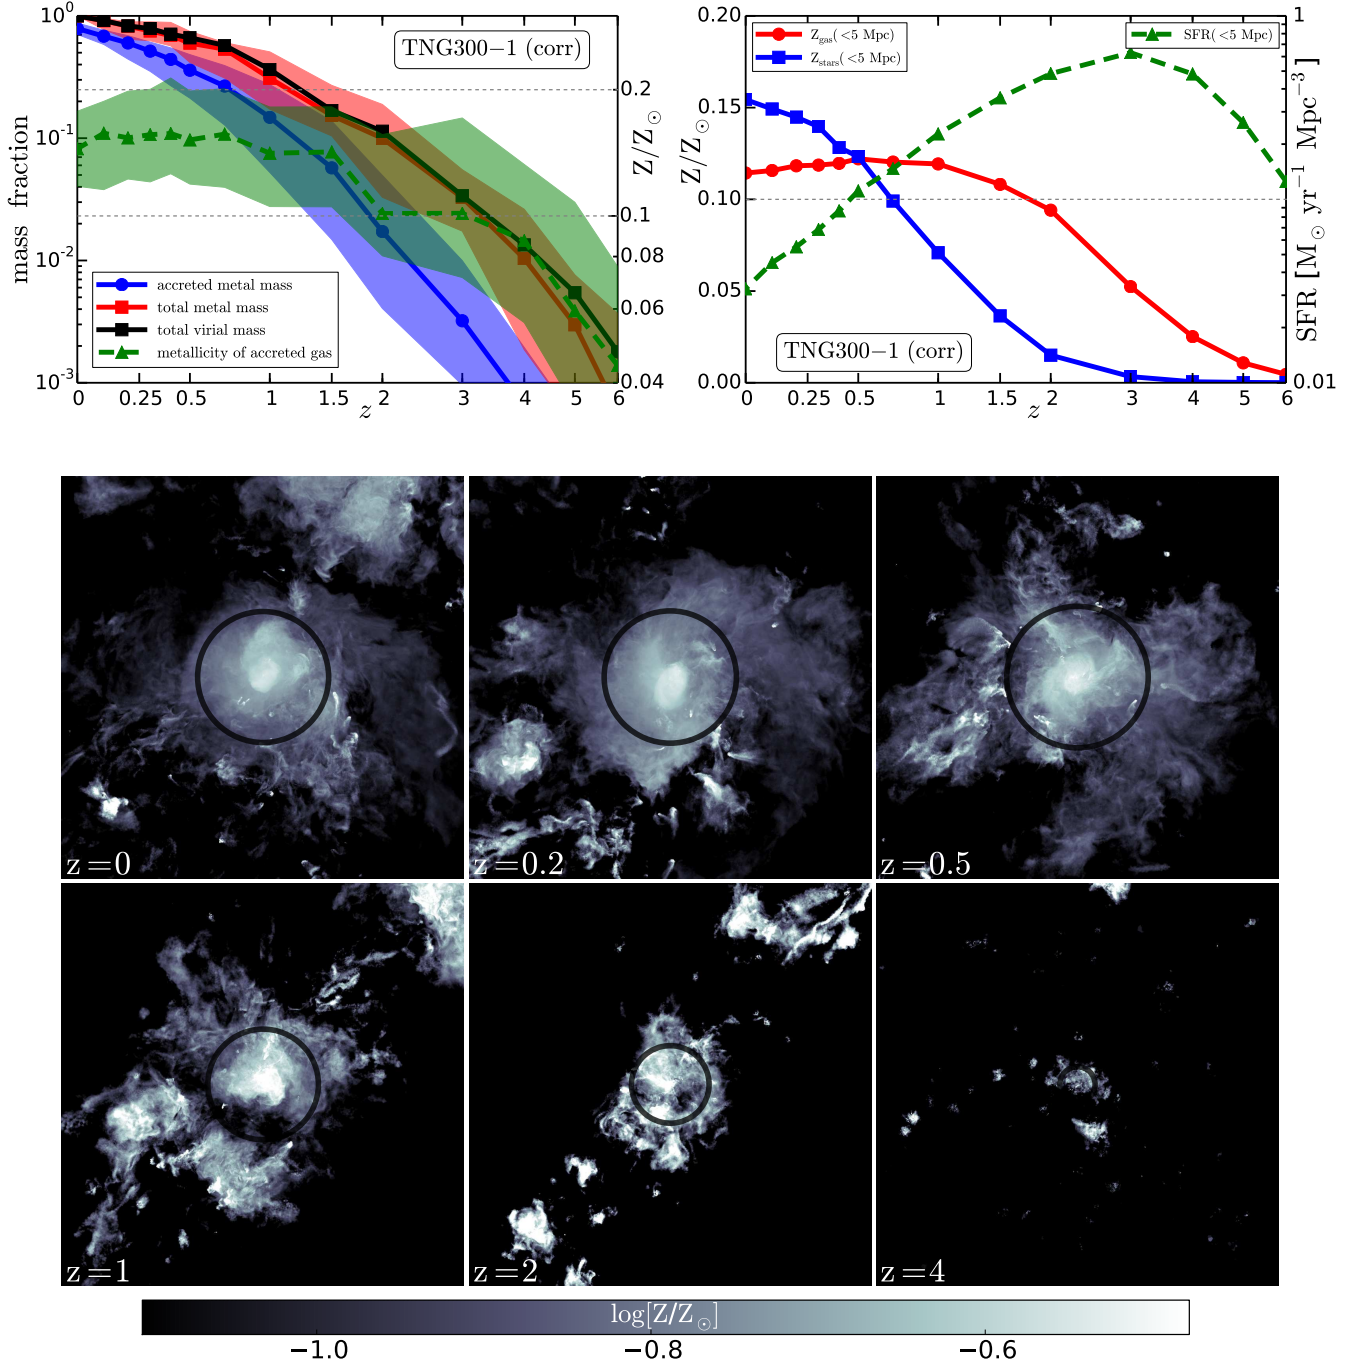 TNG300−1 (corr)
mass fraction
10⁰
10⁻¹
10⁻²
10⁻³
accreted metal mass
total metal mass
total virial mass
metallicity of accreted gas
0 0.25 0.5 1 1.5 2 3 4 5 6
z
0.2
0.1
0.08
0.06
0.04
Z/Z⊙
Z/Z⊙
0.20
0.15
0.10
0.05
0.00
Z_gas(<5 Mpc)
Z_stars(<5 Mpc)
SFR(<5 Mpc)
TNG300−1 (corr)
0 0.25 0.5 1 1.5 2 3 4 5 6
z
1
0.01
SFR [M⊙ yr⁻¹ Mpc⁻³]
z=0
z=0.2
z=0.5
z=1
z=2
z=4
log[Z/Z⊙]
−1.0 −0.8 −0.6